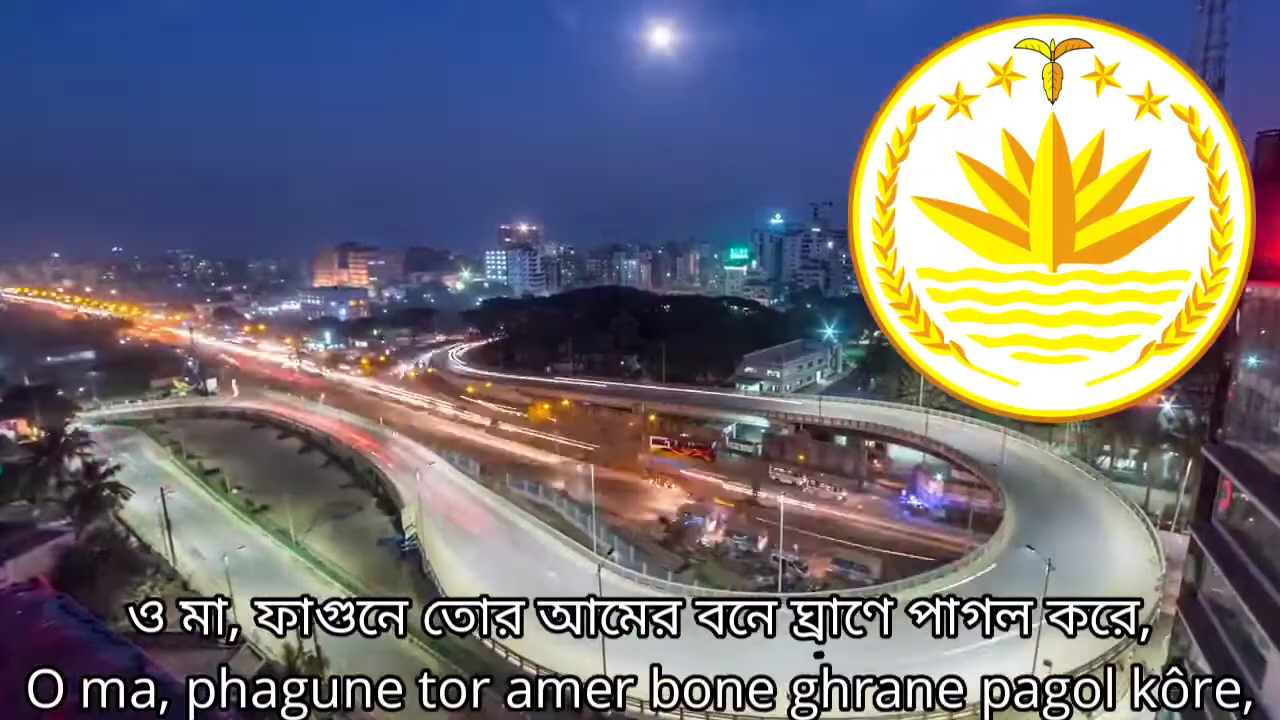 ও মা, ফাগুনে তোর আমের বনে ঘ্রাণে পাগল করে,
O ma, phagune tor amer bone ghrane pagol kôre,